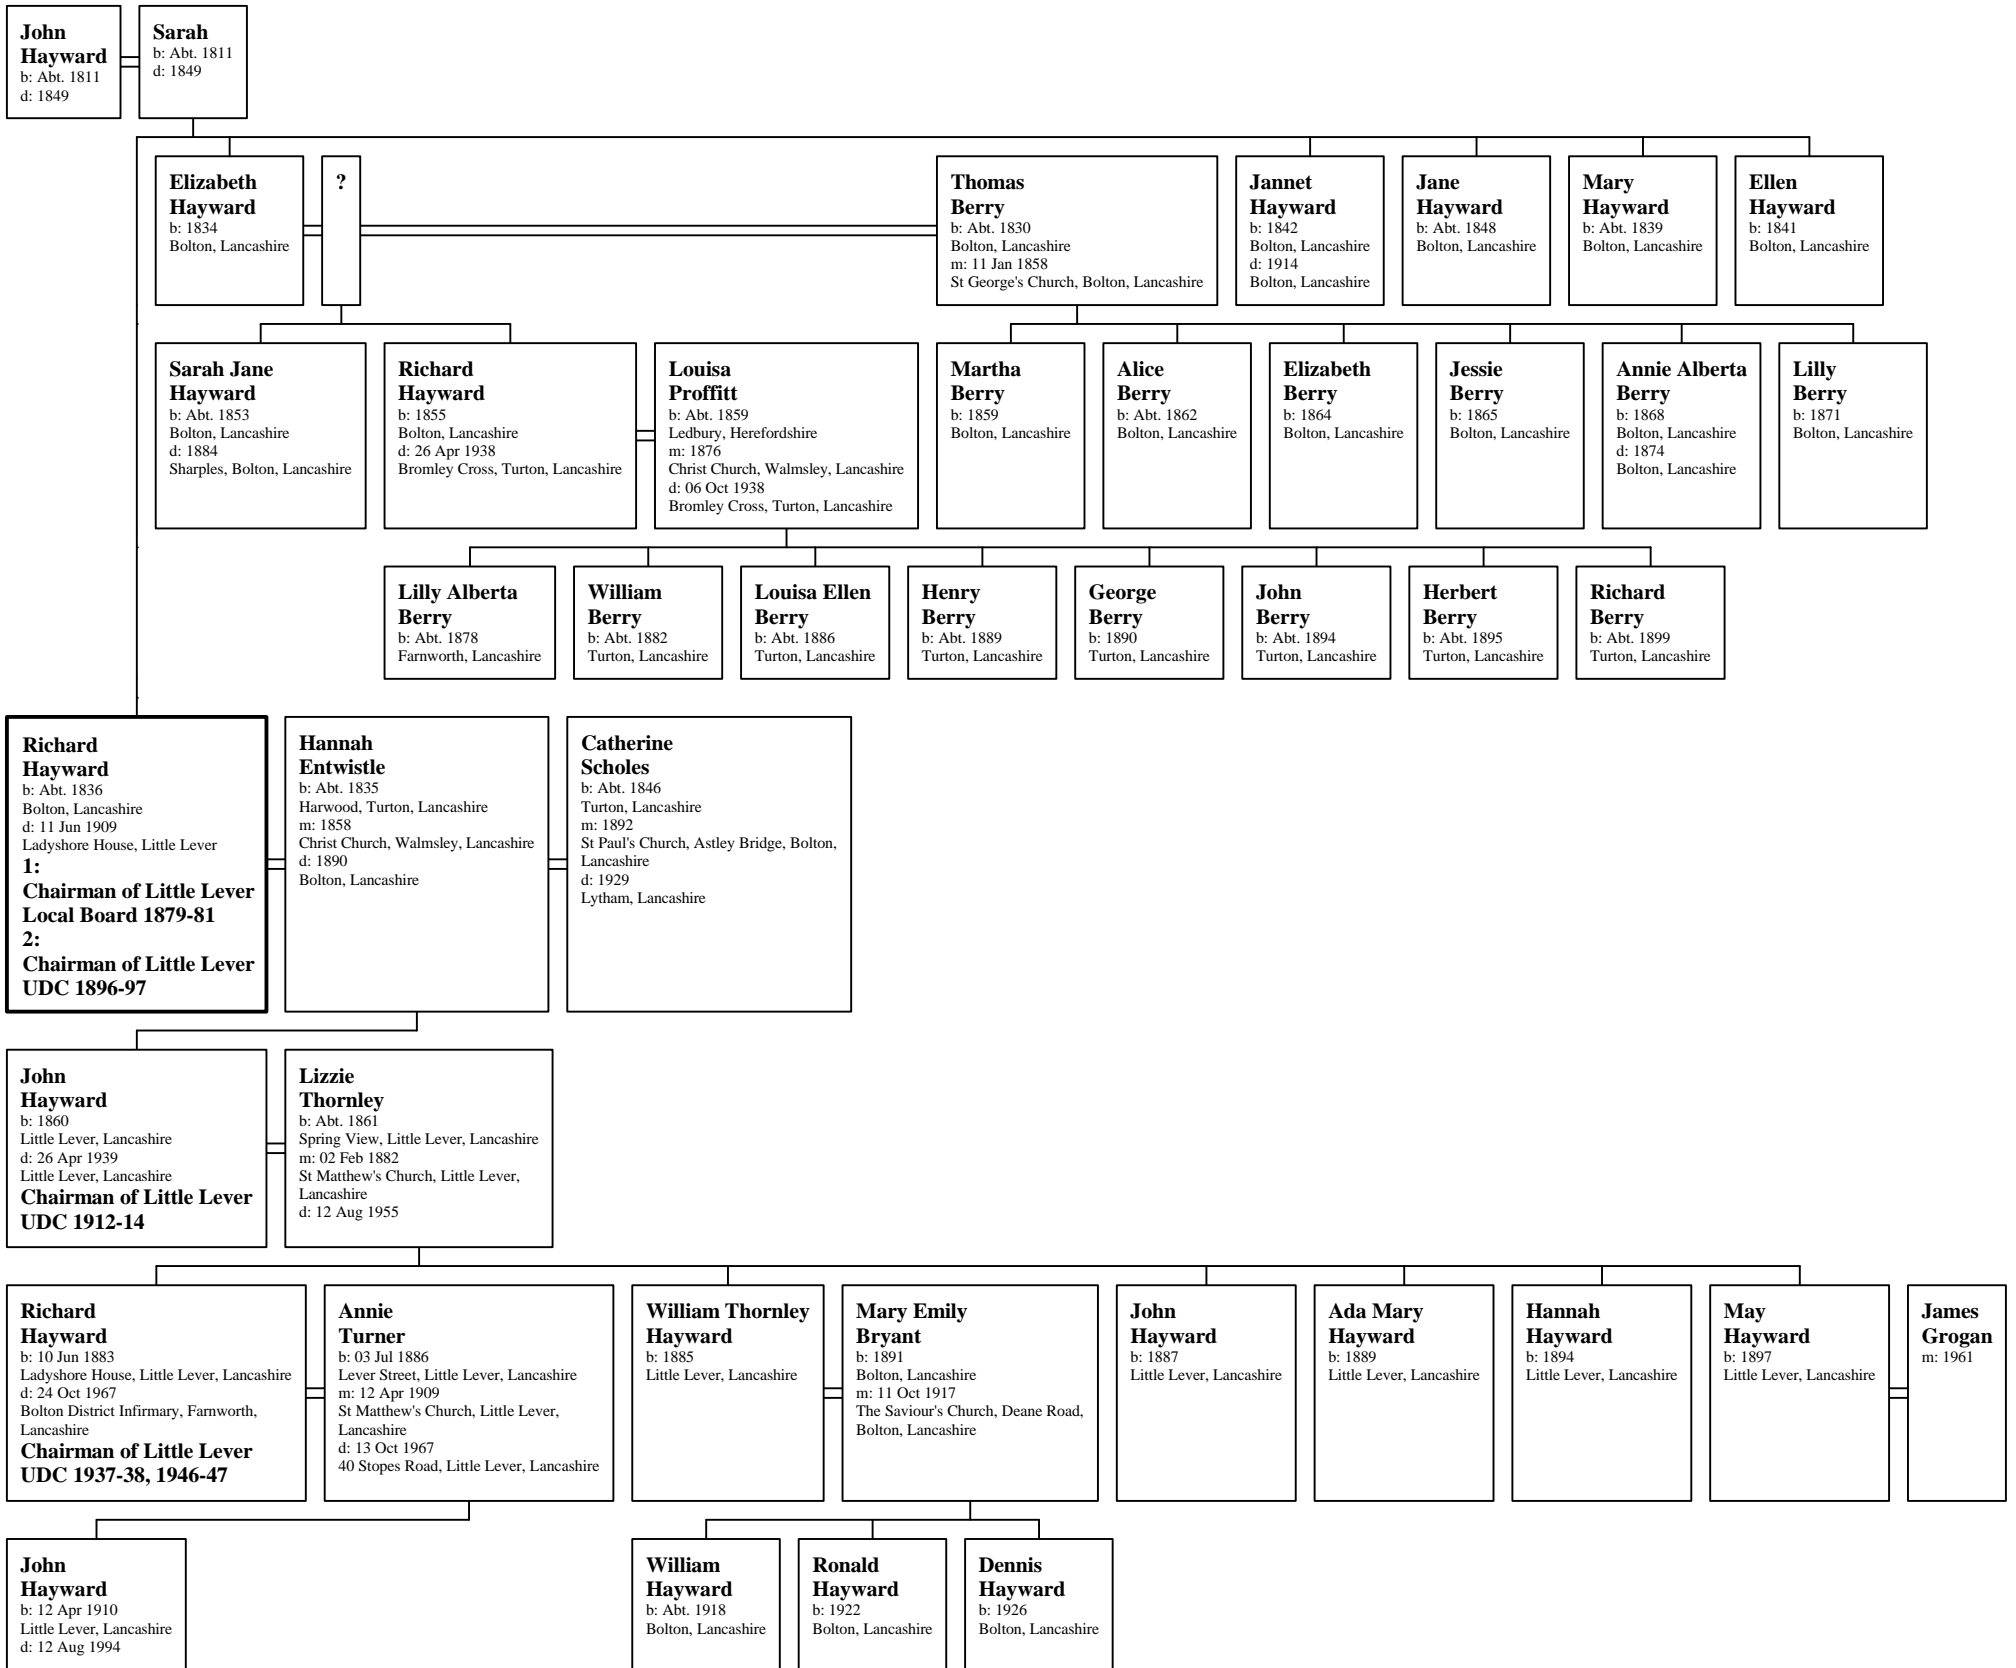 John
Hayward
b: Abt. 1811
d: 1849
Sarah
b: Abt. 1811
d: 1849
Elizabeth
Hayward
b: 1834
Bolton, Lancashire
?
Thomas
Berry
b: Abt. 1830
Bolton, Lancashire
m: 11 Jan 1858
St George's Church, Bolton, Lancashire
Jannet
Hayward
b: 1842
Bolton, Lancashire
d: 1914
Bolton, Lancashire
Jane
Hayward
b: Abt. 1848
Bolton, Lancashire
Mary
Hayward
b: Abt. 1839
Bolton, Lancashire
Ellen
Hayward
b: 1841
Bolton, Lancashire
Sarah Jane
Hayward
b: Abt. 1853
Bolton, Lancashire
d: 1884
Sharples, Bolton, Lancashire
Richard
Hayward
b: 1855
Bolton, Lancashire
d: 26 Apr 1938
Bromley Cross, Turton, Lancashire
Louisa
Proffitt
b: Abt. 1859
Ledbury, Herefordshire
m: 1876
Christ Church, Walmsley, Lancashire
d: 06 Oct 1938
Bromley Cross, Turton, Lancashire
Martha
Berry
b: 1859
Bolton, Lancashire
Alice
Berry
b: Abt. 1862
Bolton, Lancashire
Elizabeth
Berry
b: 1864
Bolton, Lancashire
Jessie
Berry
b: 1865
Bolton, Lancashire
Annie Alberta
Berry
b: 1868
Bolton, Lancashire
d: 1874
Bolton, Lancashire
Lilly
Berry
b: 1871
Bolton, Lancashire
Lilly Alberta
Berry
b: Abt. 1878
Farnworth, Lancashire
William
Berry
b: Abt. 1882
Turton, Lancashire
Louisa Ellen
Berry
b: Abt. 1886
Turton, Lancashire
Henry
Berry
b: Abt. 1889
Turton, Lancashire
George
Berry
b: 1890
Turton, Lancashire
John
Berry
b: Abt. 1894
Turton, Lancashire
Herbert
Berry
b: Abt. 1895
Turton, Lancashire
Richard
Berry
b: Abt. 1899
Turton, Lancashire
Richard
Hayward
b: Abt. 1836
Bolton, Lancashire
d: 11 Jun 1909
Ladyshore House, Little Lever
1:
Chairman of Little Lever
Local Board 1879-81
2:
Chairman of Little Lever
UDC 1896-97
Hannah
Entwistle
b: Abt. 1835
Harwood, Turton, Lancashire
m: 1858
Christ Church, Walmsley, Lancashire
d: 1890
Bolton, Lancashire
Catherine
Scholes
b: Abt. 1846
Turton, Lancashire
m: 1892
St Paul's Church, Astley Bridge, Bolton,
Lancashire
d: 1929
Lytham, Lancashire
John
Hayward
b: 1860
Little Lever, Lancashire
d: 26 Apr 1939
Little Lever, Lancashire
Chairman of Little Lever
UDC 1912-14
Lizzie
Thornley
b: Abt. 1861
Spring View, Little Lever, Lancashire
m: 02 Feb 1882
St Matthew's Church, Little Lever,
Lancashire
d: 12 Aug 1955
Richard
Hayward
b: 10 Jun 1883
Ladyshore House, Little Lever, Lancashire
d: 24 Oct 1967
Bolton District Infirmary, Farnworth,
Lancashire
Chairman of Little Lever
UDC 1937-38, 1946-47
Annie
Turner
b: 03 Jul 1886
Lever Street, Little Lever, Lancashire
m: 12 Apr 1909
St Matthew's Church, Little Lever,
Lancashire
d: 13 Oct 1967
40 Stopes Road, Little Lever, Lancashire
William Thornley
Hayward
b: 1885
Little Lever, Lancashire
Mary Emily
Bryant
b: 1891
Bolton, Lancashire
m: 11 Oct 1917
The Saviour's Church, Deane Road,
Bolton, Lancashire
John
Hayward
b: 1887
Little Lever, Lancashire
Ada Mary
Hayward
b: 1889
Little Lever, Lancashire
Hannah
Hayward
b: 1894
Little Lever, Lancashire
May
Hayward
b: 1897
Little Lever, Lancashire
James
Grogan
m: 1961
John
Hayward
b: 12 Apr 1910
Little Lever, Lancashire
d: 12 Aug 1994
William
Hayward
b: Abt. 1918
Bolton, Lancashire
Ronald
Hayward
b: 1922
Bolton, Lancashire
Dennis
Hayward
b: 1926
Bolton, Lancashire